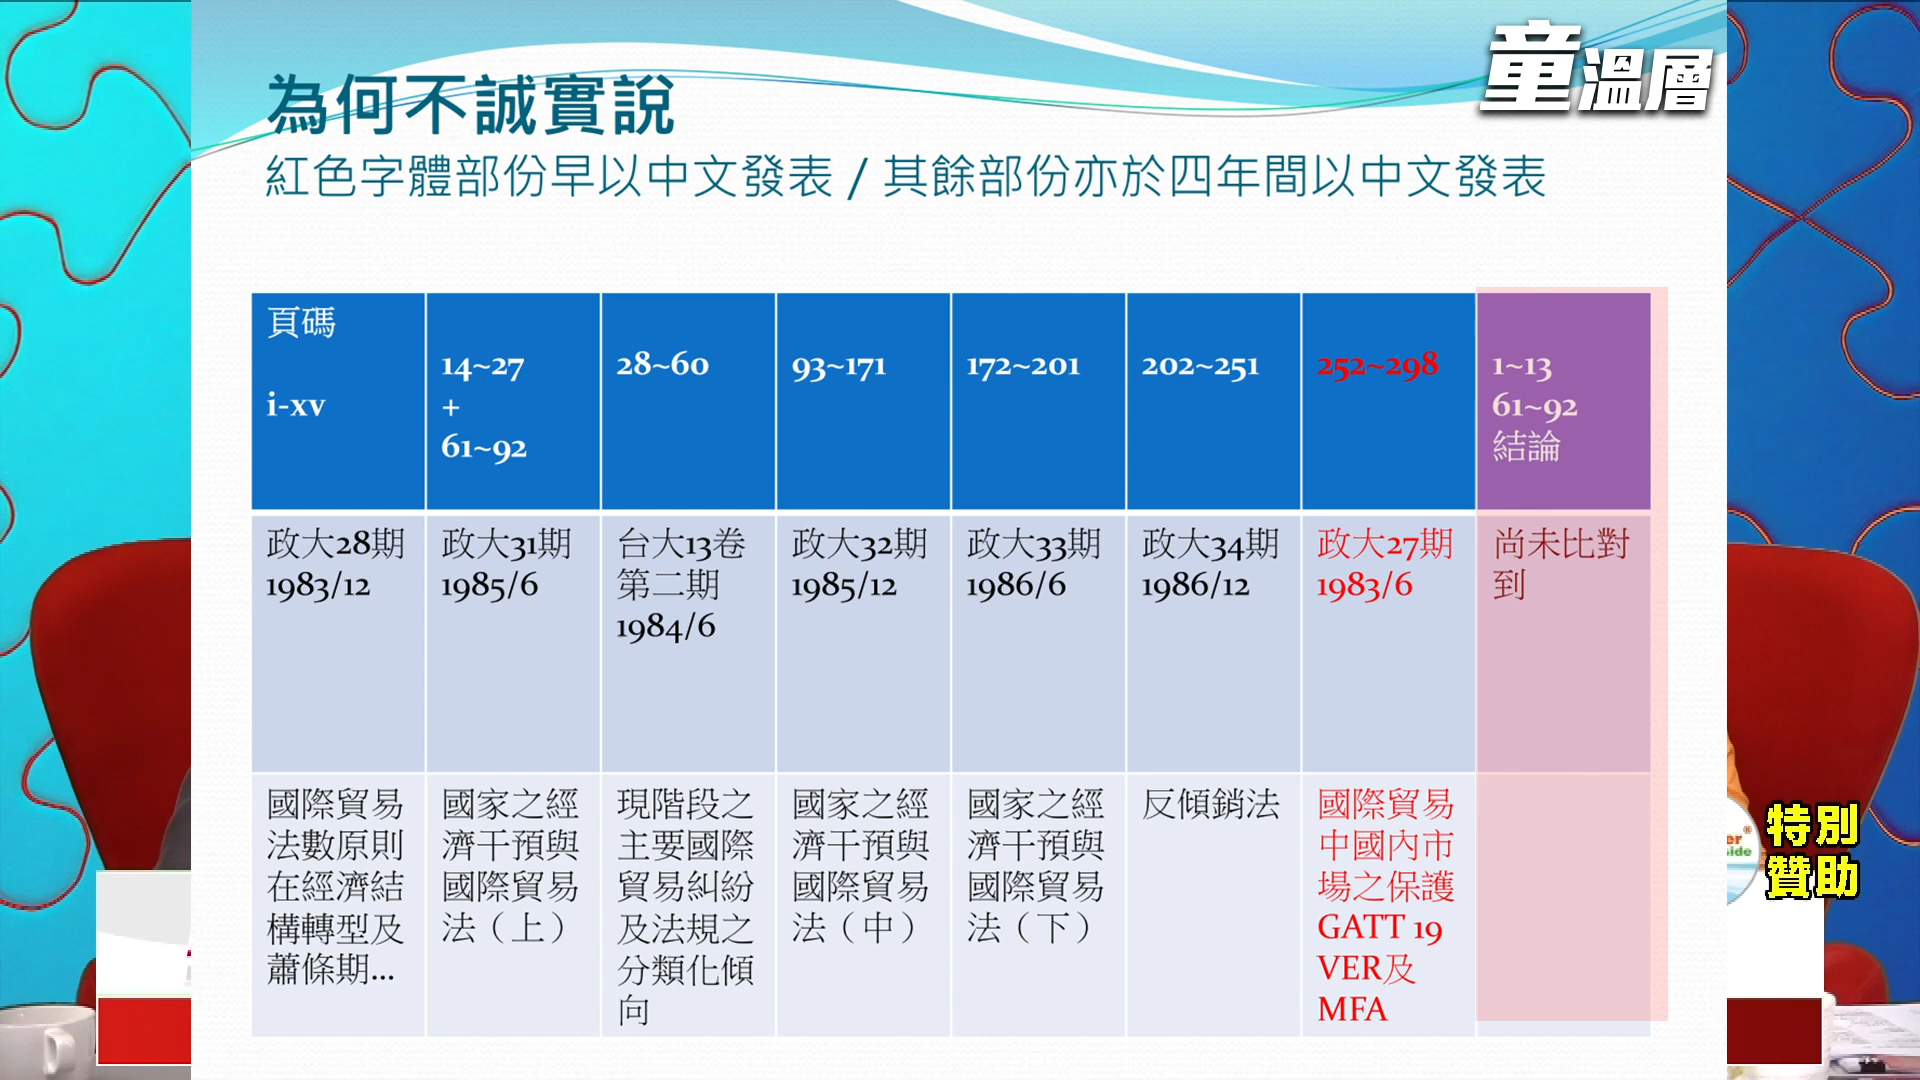 童溫層
為何不誠實說
紅色字體部份早以中文發表 / 其餘部份亦於四年間以中文發表
頁碼
i-xv
14~27
+
61~92
28~60
93~171
172~201
202~251
252~298
1~13
61~92
結論
政大28期
1983/12
政大31期
1985/6
台大13卷
第二期
1984/6
政大32期
1985/12
政大33期
1986/6
政大34期
1986/12
政大27期
1983/6
尚未比對
到
國際貿易
法數原則
在經濟結
構轉型及
蕭條期...
國家之經
濟干預與
國際貿易
法（上）
現階段之
主要國際
貿易糾紛
及法規之
分類化傾
向
國家之經
濟干預與
國際貿易
法（中）
國家之經
濟干預與
國際貿易
法（下）
反傾銷法
國際貿易
中國內市
場之保護
GATT 19
VER及
MFA
特別
贊助